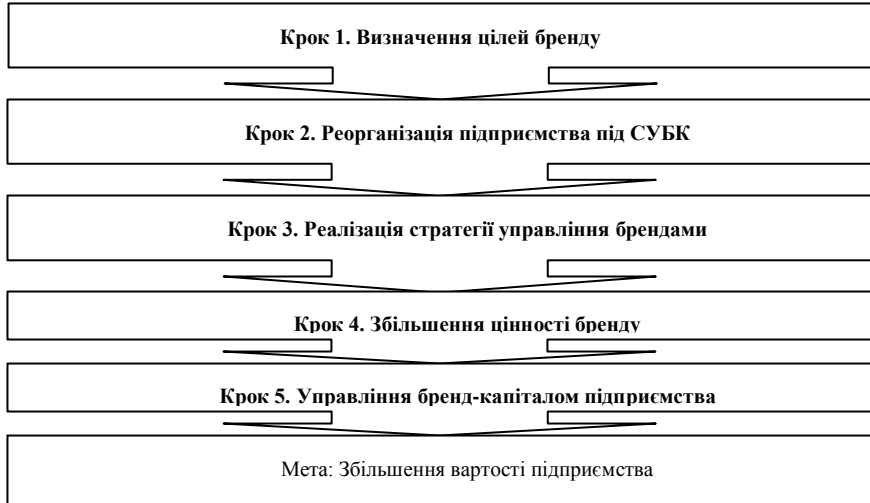 Крок 1. Визначення цілей бренду
Крок 2. Реорганізація підприємства під СУБК
Крок 3. Реалізація стратегії управління брендами
Крок 4. Збільшення цінності бренду
Крок 5. Управління бренд-капіталом підприємства
Мета: Збільшення вартості підприємства